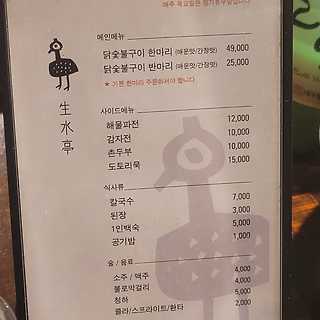 매주 목요일은 정기휴무일입니다
生水亭
메인메뉴
닭숯불구이 한마리 (매운맛/간장맛) 49,000
닭숯불구이 반마리 (매운맛/간장맛) 25,000
★ 기본 한마리 주문하셔야 합니다
사이드메뉴
해물파전 12,000
감자전 10,000
촌두부 10,000
도토리묵 15,000
식사류
칼국수 7,000
된장 3,000
1인백숙 5,000
공기밥 1,000
술 / 음료
소주 / 맥주 4,000
불로막걸리 4,000
청하 5,000
콜라/스프라이트/환타 2,000